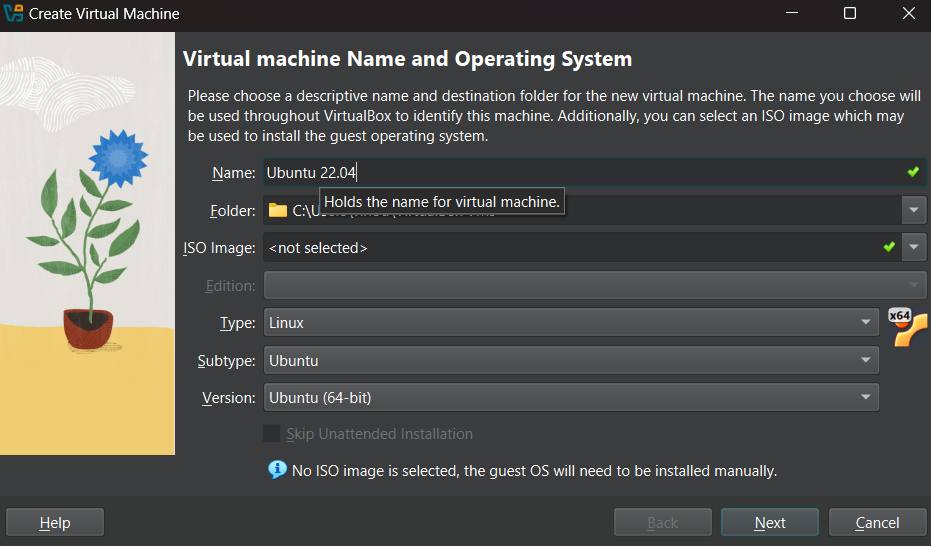 Create Virtual Machine
Virtual machine Name and Operating System
Please choose a descriptive name and destination folder for the new virtual machine. The name you choose will
be used throughout VirtualBox to identify this machine. Additionally, you can select an ISO image which may
be used to install the guest operating system.
Name: Ubuntu 22.04
Holds the name for virtual machine.
Folder: C:\U
ISO Image: <not selected>
Edition:
Type: Linux
x64
Subtype: Ubuntu
Version: Ubuntu (64-bit)
Skip Unattended Installation
No ISO image is selected, the guest OS will need to be installed manually.
Help Back Next Cancel